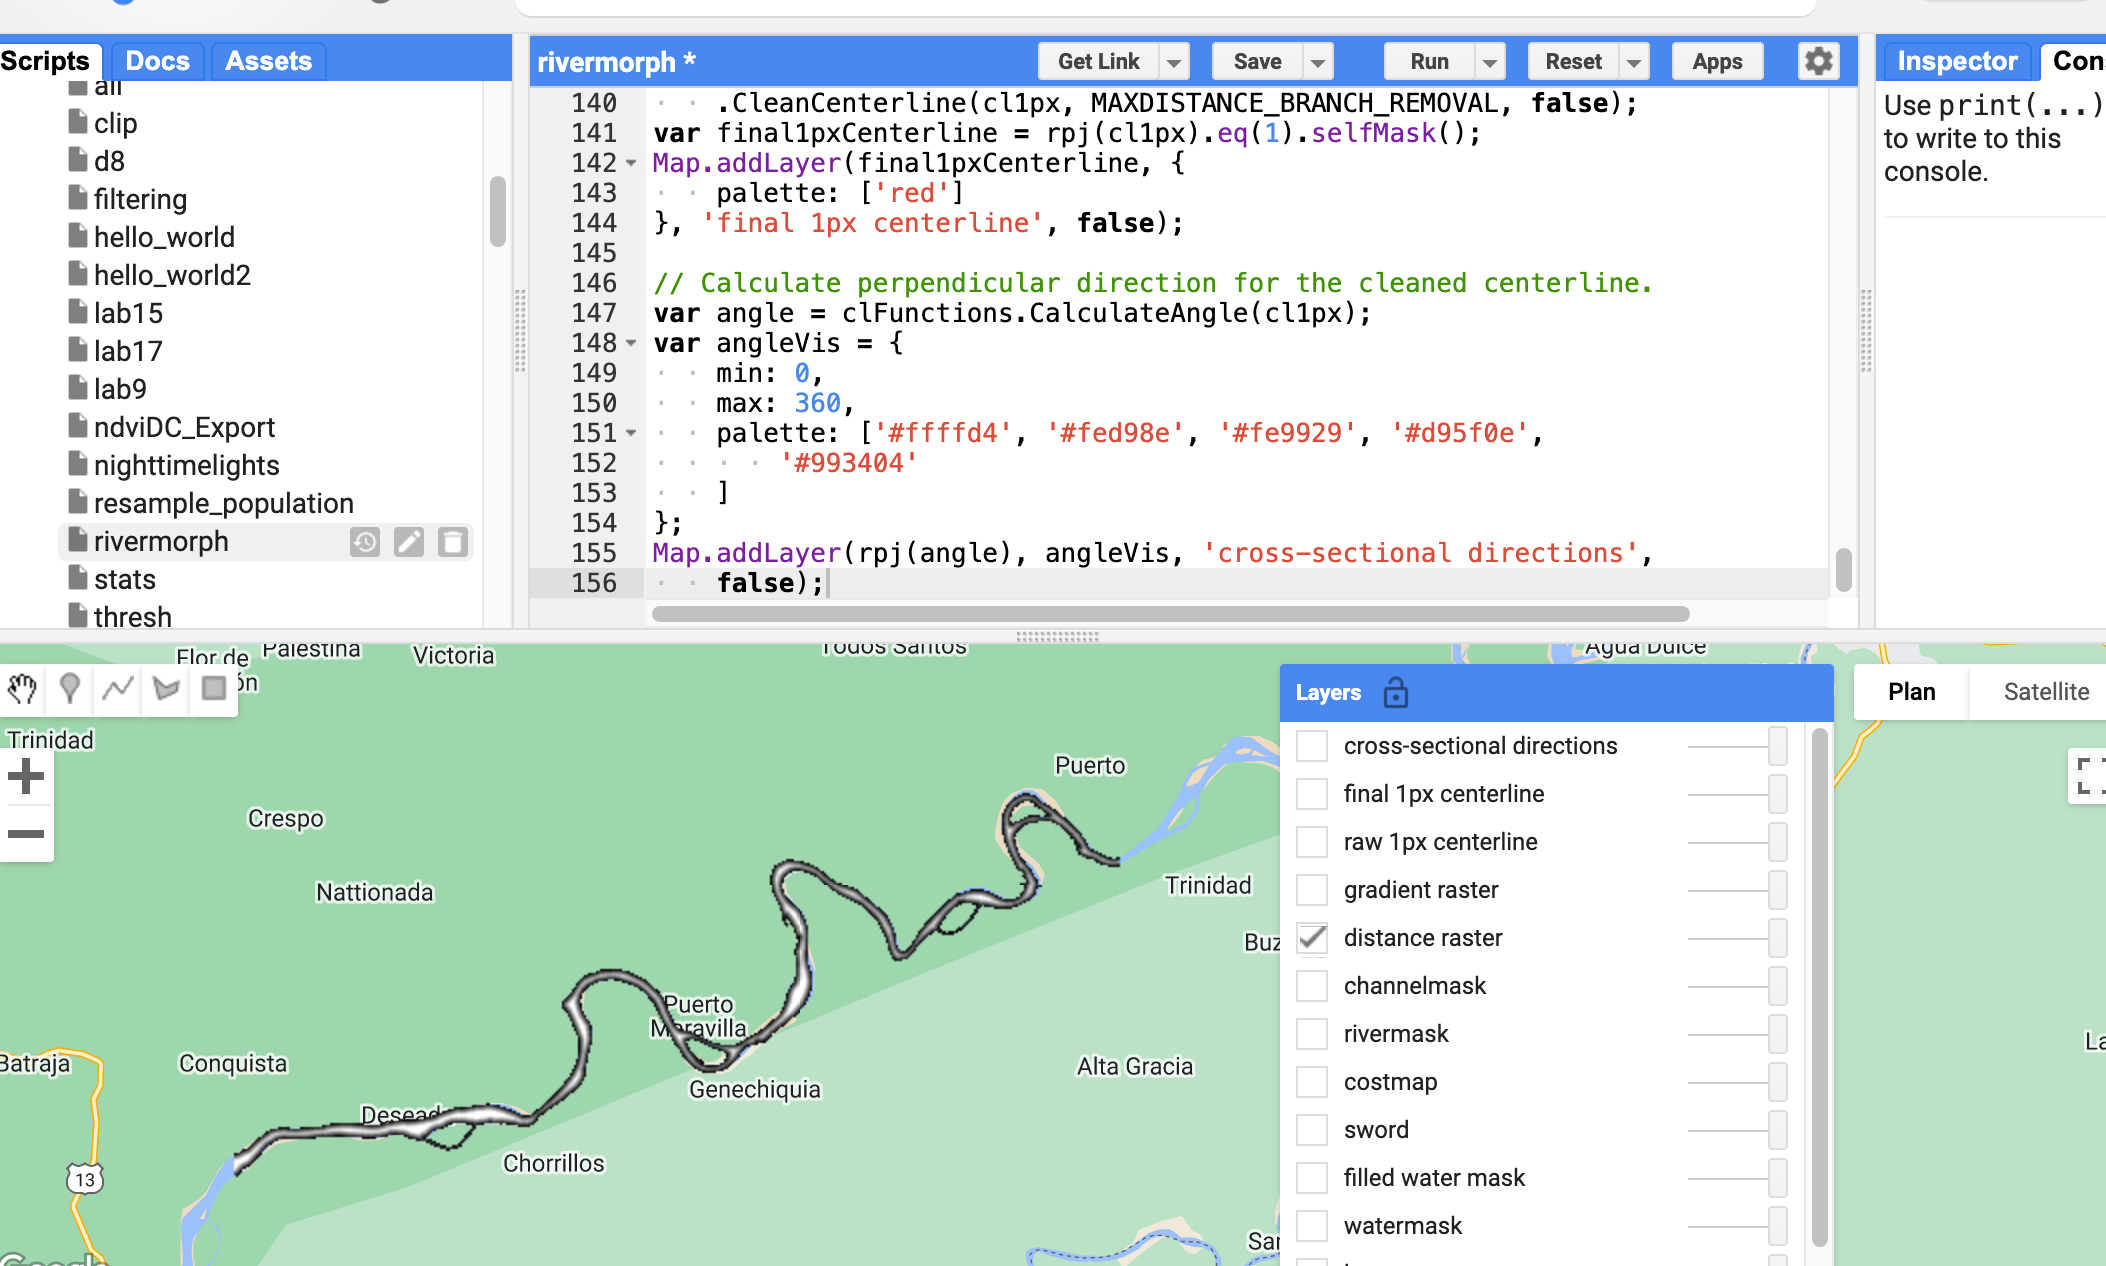 Scripts
Docs
Assets
all
clip
d8
filtering
hello_world
hello_world2
lab15
lab17
lab9
ndviDC_Export
nighttimelights
resample_population
rivermorph
stats
thresh
rivermorph *
Get Link
Save
Run
Reset
Apps
140 .CleanCenterline(cl1px, MAXDISTANCE_BRANCH_REMOVAL, false);
141 var final1pxCenterline = rpj(cl1px).eq(1).selfMask();
142 Map.addLayer(final1pxCenterline, {
143 palette: ['red']
144 }, 'final 1px centerline', false);
145
146 // Calculate perpendicular direction for the cleaned centerline.
147 var angle = clFunctions.CalculateAngle(cl1px);
148 var angleVis = {
149 min: 0,
150 max: 360,
151 palette: ['#ffffd4', '#fed98e', '#fe9929', '#d95f0e',
152 '#993404'
153 ]
154 };
155 Map.addLayer(rpj(angle), angleVis, 'cross-sectional directions',
156 false);
Inspector
Con
Use print(...)
to write to this
console.
Flor de
ón
Palestina
Victoria
Todos Santos
Agua Dulce
Trinidad
Puerto
Crespo
Nattionada
Trinidad
Buz
Puerto
Maravilla
Conquista
Batraja
Genechiquia
Alta Gracia
Desead
Chorrillos
13
San
La
Google
Layers
cross-sectional directions
final 1px centerline
raw 1px centerline
gradient raster
distance raster
channelmask
rivermask
costmap
sword
filled water mask
watermask
Plan
Satellite